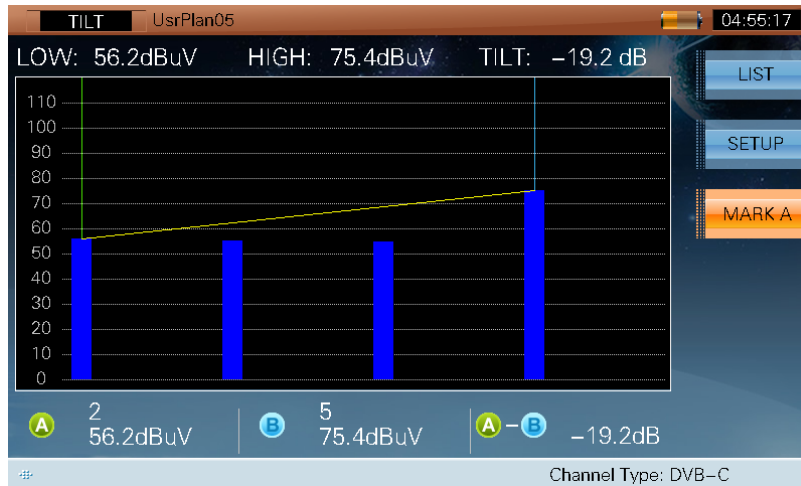 TILT UsrPlan05 04:55:17
LOW: 56.2dBuV HIGH: 75.4dBuV TILT: −19.2 dB
LIST
SETUP
MARK A
110
100
90
80
70
60
50
40
30
20
10
0
A 2 56.2dBuV
B 5 75.4dBuV
A−B −19.2dB
Channel Type: DVB−C